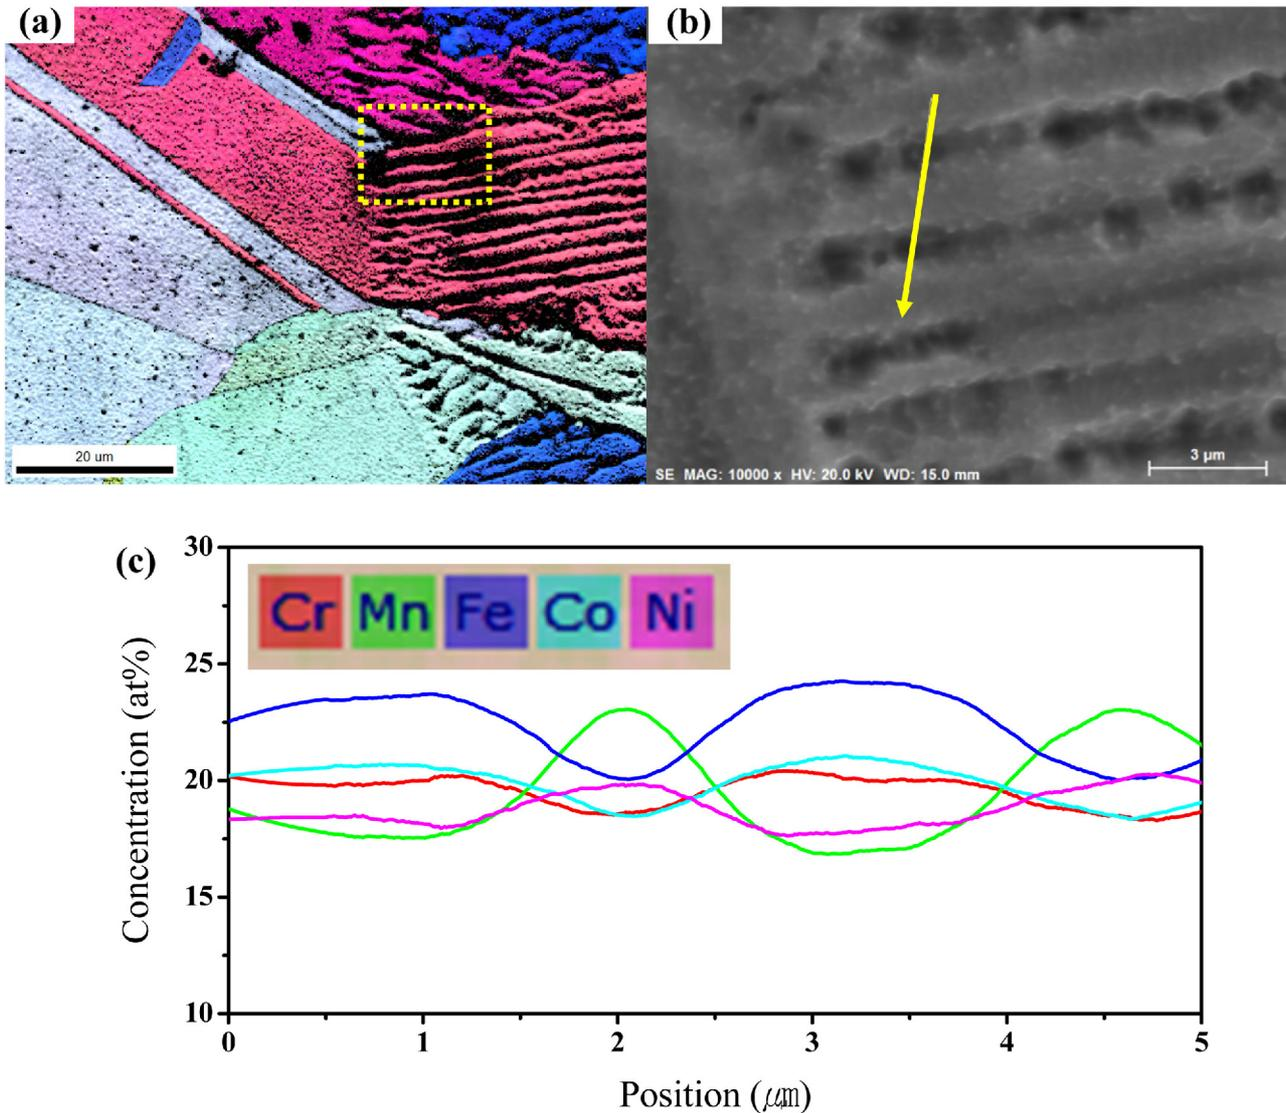 (a)
20 um
(b)
SE MAG: 10000 x HV: 20.0 kV WD: 15.0 mm
3 µm
(c)
Cr Mn Fe Co Ni
Concentration (at%)
30
25
20
15
10
0 1 2 3 4 5
Position (㎛)